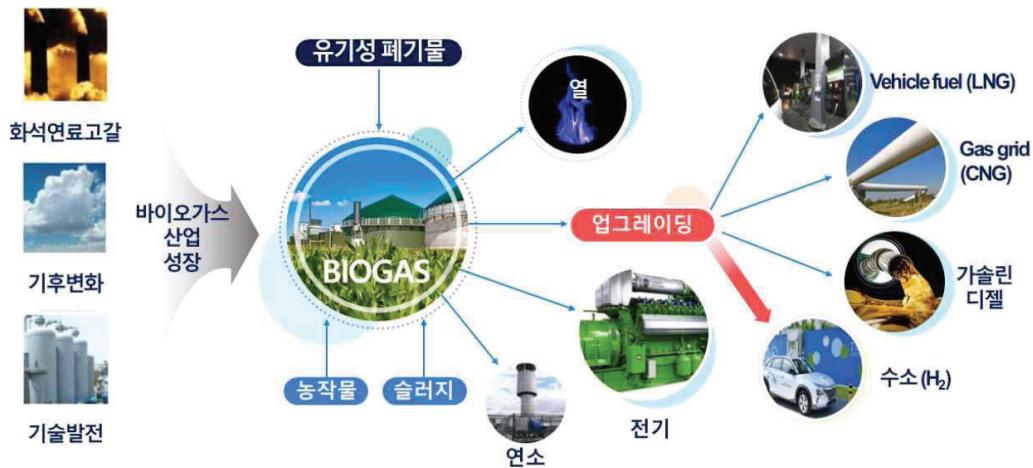 화석연료고갈
기후변화
기술발전
바이오가스
산업
성장
유기성 폐기물
BIOGAS
농작물
슬러지
열
연소
전기
업그레이딩
Vehicle fuel (LNG)
Gas grid
(CNG)
가솔린
디젤
수소 (H₂)